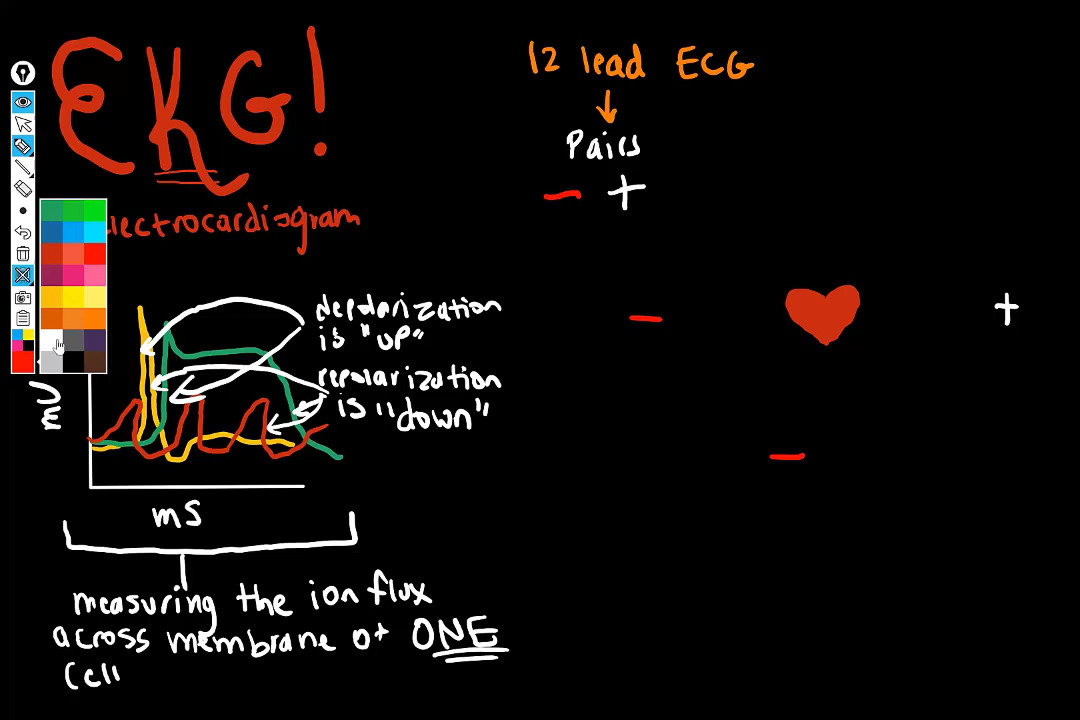 EKG!
electrocardiogram
12 lead ECG
Pairs
- +
depolarization
is "up"
repolarization
is "down"
mV
mS
- +
-
measuring the ion flux
across membrane of ONE
cell